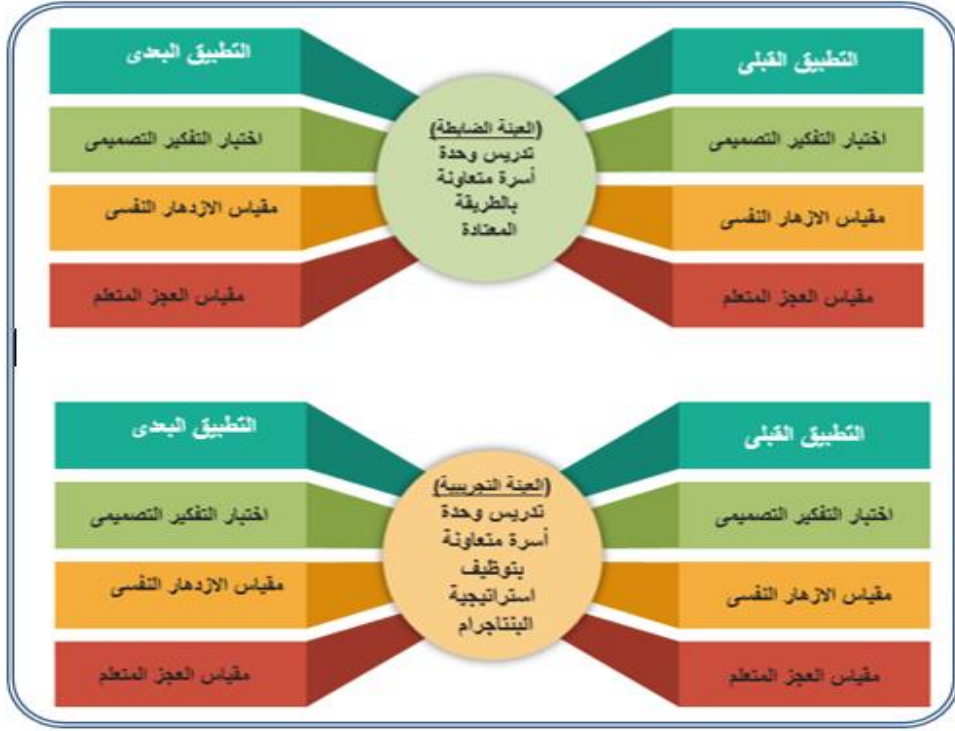 التطبيق القبلى
اختبار التفكير التصميمى
مقياس الازهار النفسى
مقياس العجز المتعلم
(العينة الضابطة)
تدريس وحدة
أسرة متعاونة
بالطريقة
المعتادة
التطبيق البعدى
اختبار التفكير التصميمى
مقياس الازدهار النفسى
مقياس العجز المتعلم
التطبيق القبلى
اختبار التفكير التصميمى
مقياس الازهار النفسى
مقياس العجز المتعلم
(العينة التجريبية)
تدريس وحدة
أسرة متعاونة
بتوظيف
استراتيجية
البنتاجرام
التطبيق البعدى
اختبار التفكير التصميمى
مقياس الازدهار النفسى
مقياس العجز المتعلم